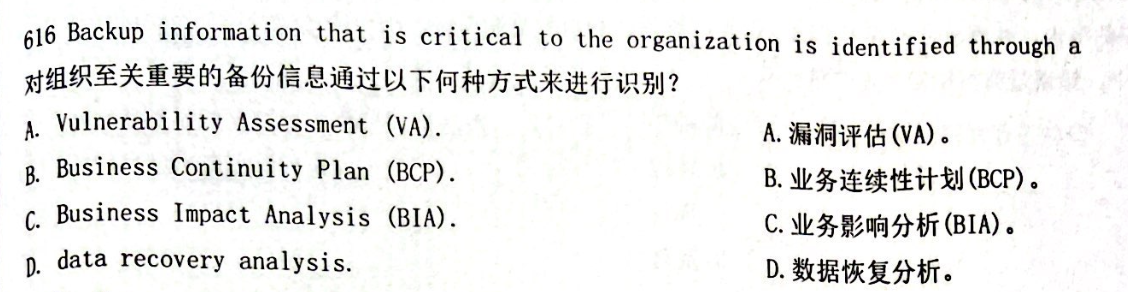 616 Backup information that is critical to the organization is identified through a
对组织至关重要的备份信息通过以下何种方式来进行识别?
A. Vulnerability Assessment (VA).
A. 漏洞评估(VA)。
B. Business Continuity Plan (BCP).
B. 业务连续性计划(BCP)。
C. Business Impact Analysis (BIA).
C. 业务影响分析(BIA)。
D. data recovery analysis.
D. 数据恢复分析。